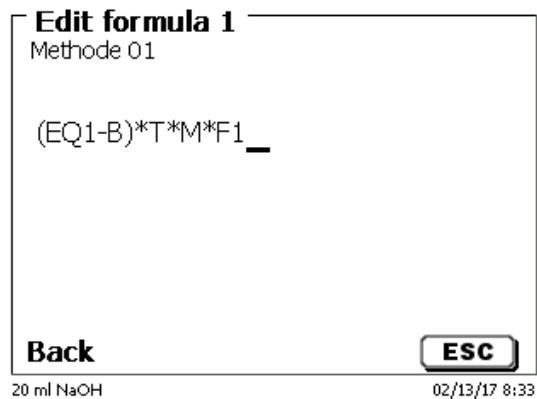 Edit formula 1
Methode 01
(EQ1-B)*T*M*F1_
Back
ESC
20 ml NaOH
02/13/17 8:33